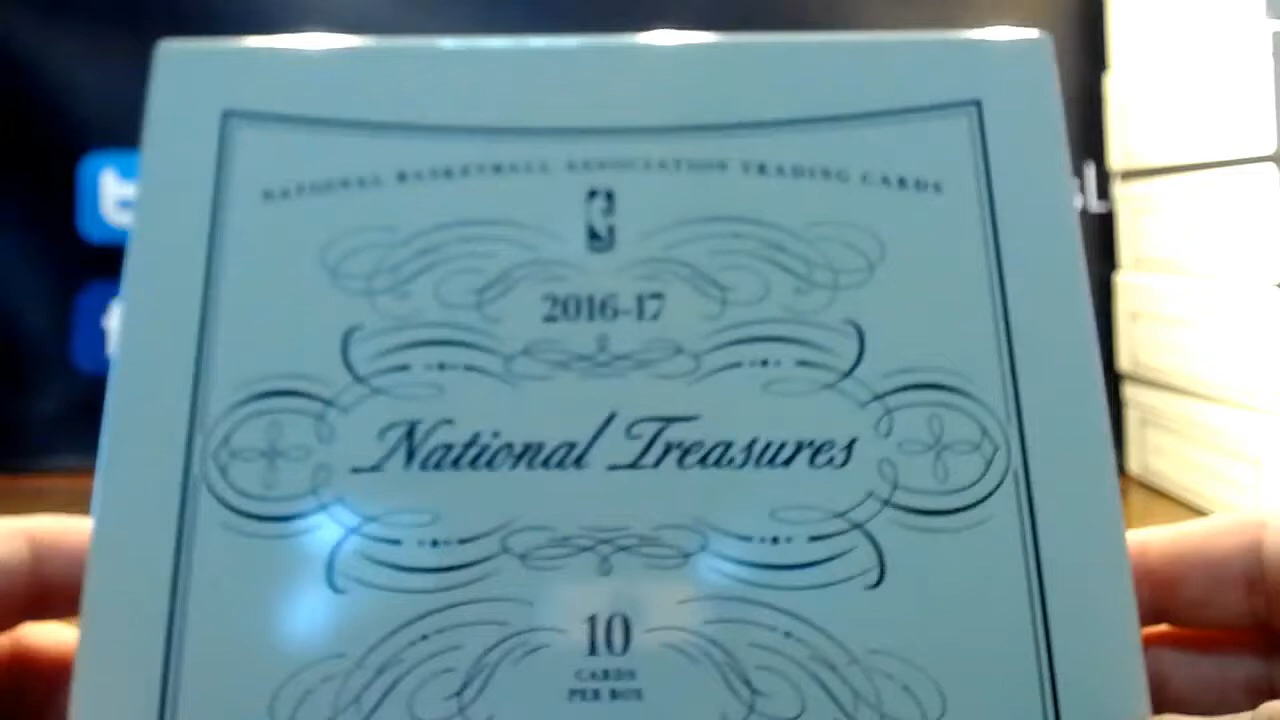 NATIONAL BASKETBALL ASSOCIATION TRADING CARDS
2016-17
National Treasures
10
CARDS
PER BOX